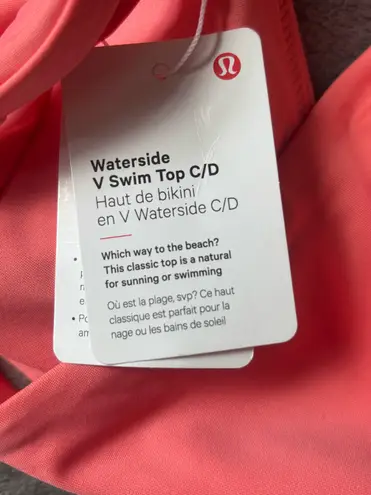 Waterside
V Swim Top C/D
Haut de bikini
en V Waterside C/D
Which way to the beach?
This classic top is a natural
for sunning or swimming
Où est la plage, svp? Ce haut
classique est parfait pour la
nage ou les bains de soleil